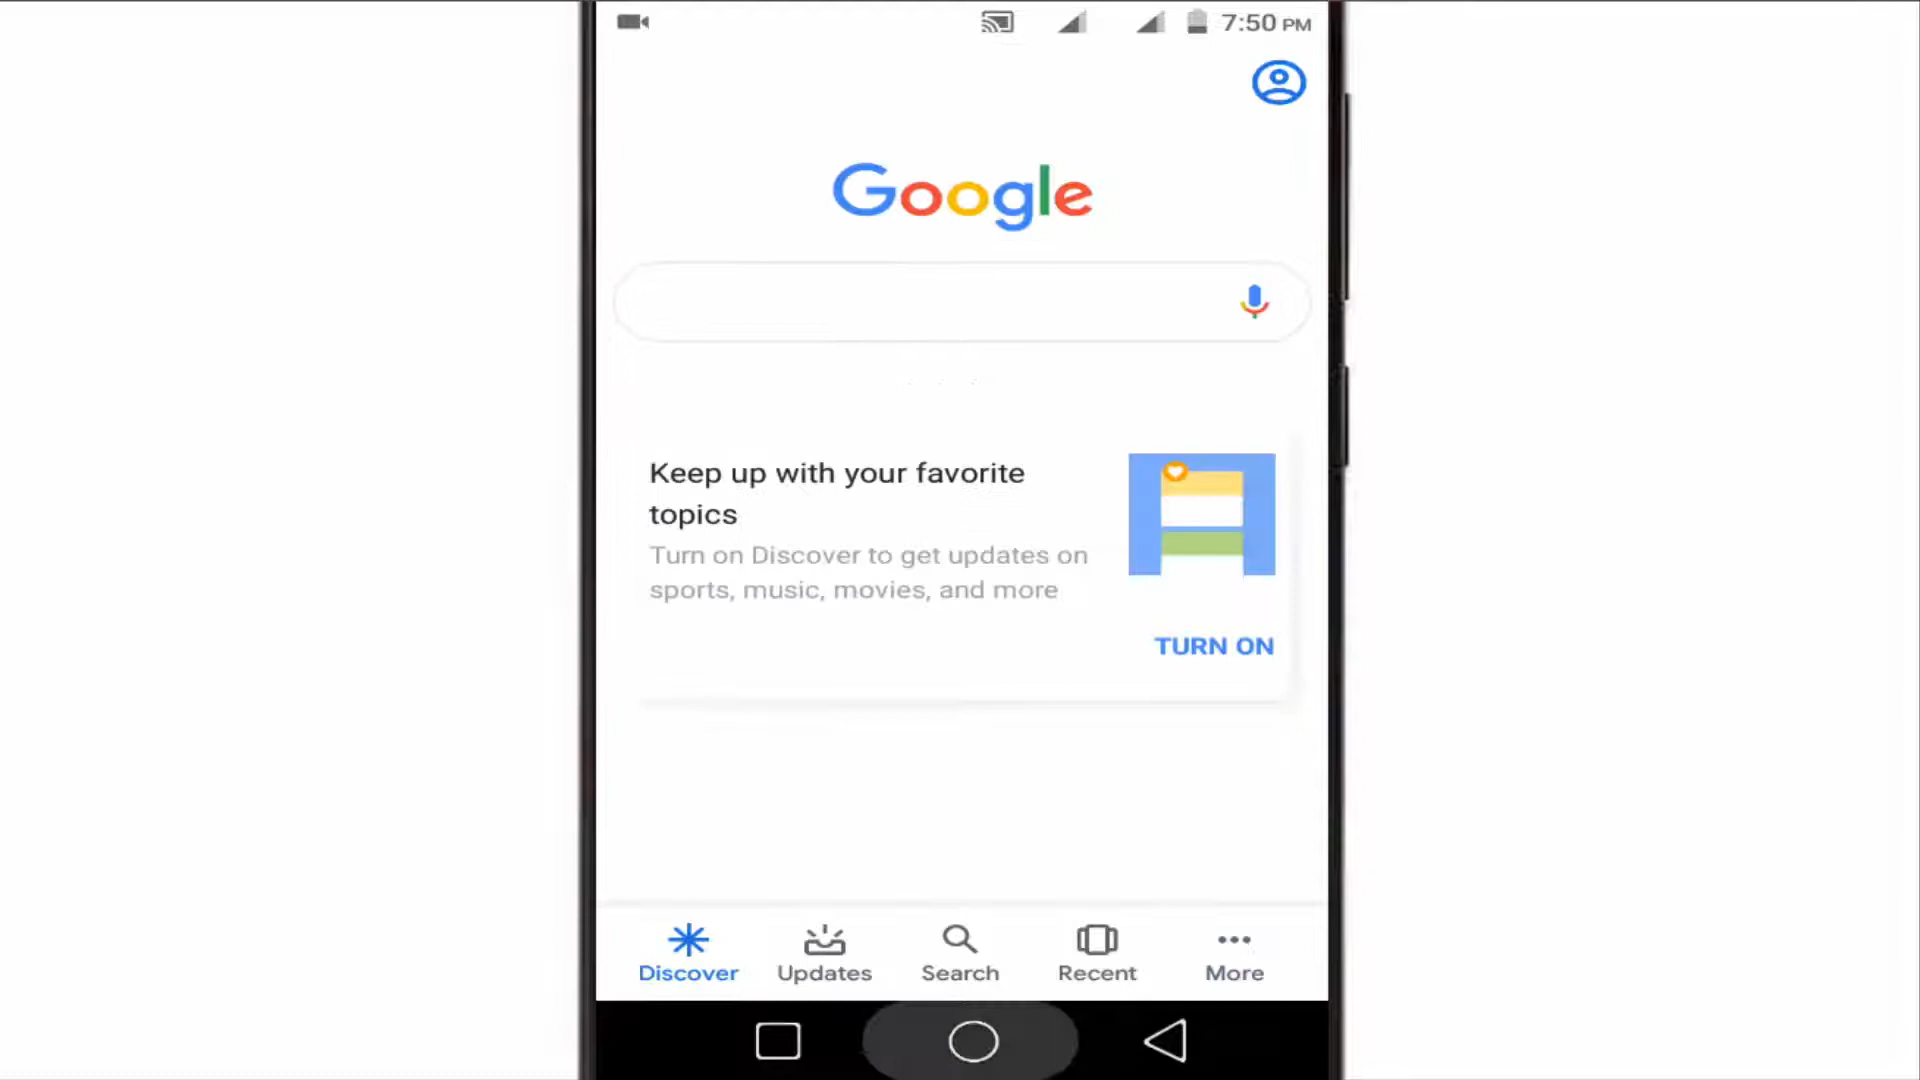 7:50 PM
Google
Keep up with your favorite
topics
Turn on Discover to get updates on
sports, music, movies, and more
TURN ON
Discover
Updates
Search
Recent
More